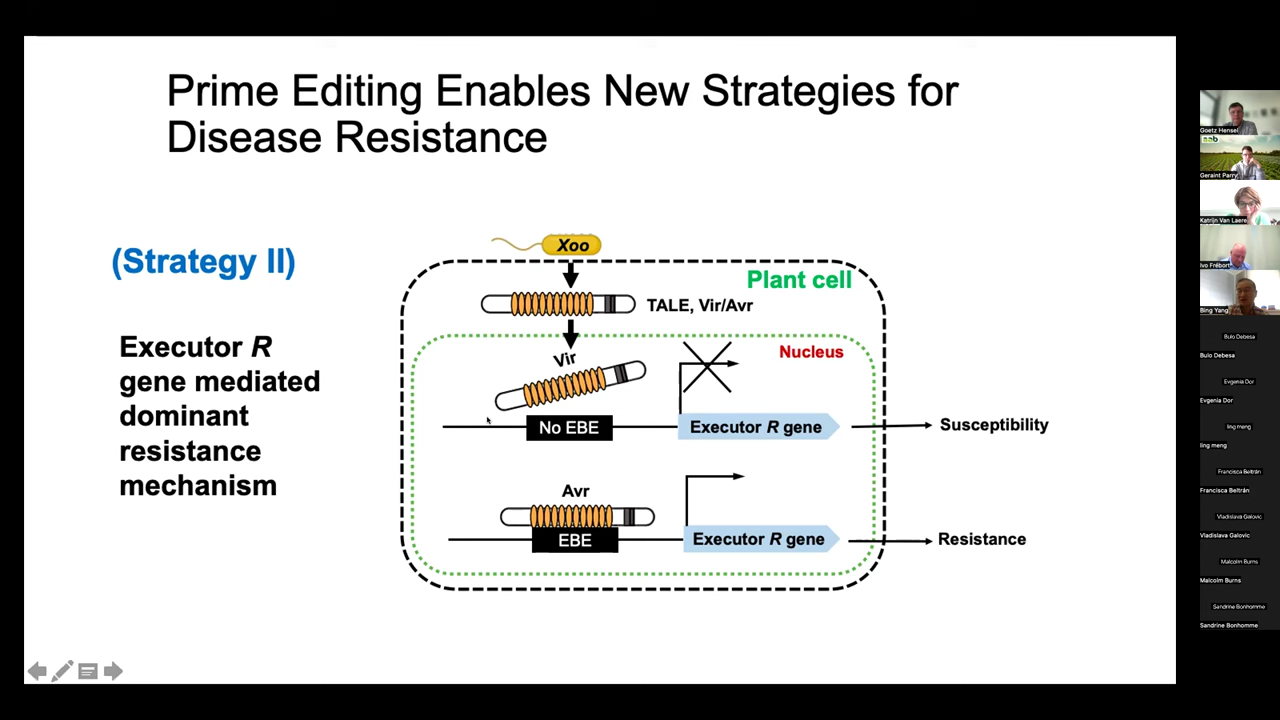 Prime Editing Enables New Strategies for
Disease Resistance
(Strategy II)
Executor R
gene mediated
dominant
resistance
mechanism
Xoo
Plant cell
TALE, Vir/Avr
Nucleus
Vir
No EBE
Executor R gene
Susceptibility
Avr
EBE
Executor R gene
Resistance
Goetz Hensel
Geraint Parry
Katrijn Van Laere
Ivo Frébort
Bing Yang
Bulo Debesa
Bulo Debesa
Evgenia Dor
Evgenia Dor
ling meng
ling meng
Francisca Beltrán
Francisca Beltrán
Vladislava Galovic
Vladislava Galovic
Malcolm Burns
Malcolm Burns
Sandrine Bonhomme
Sandrine Bonhomme